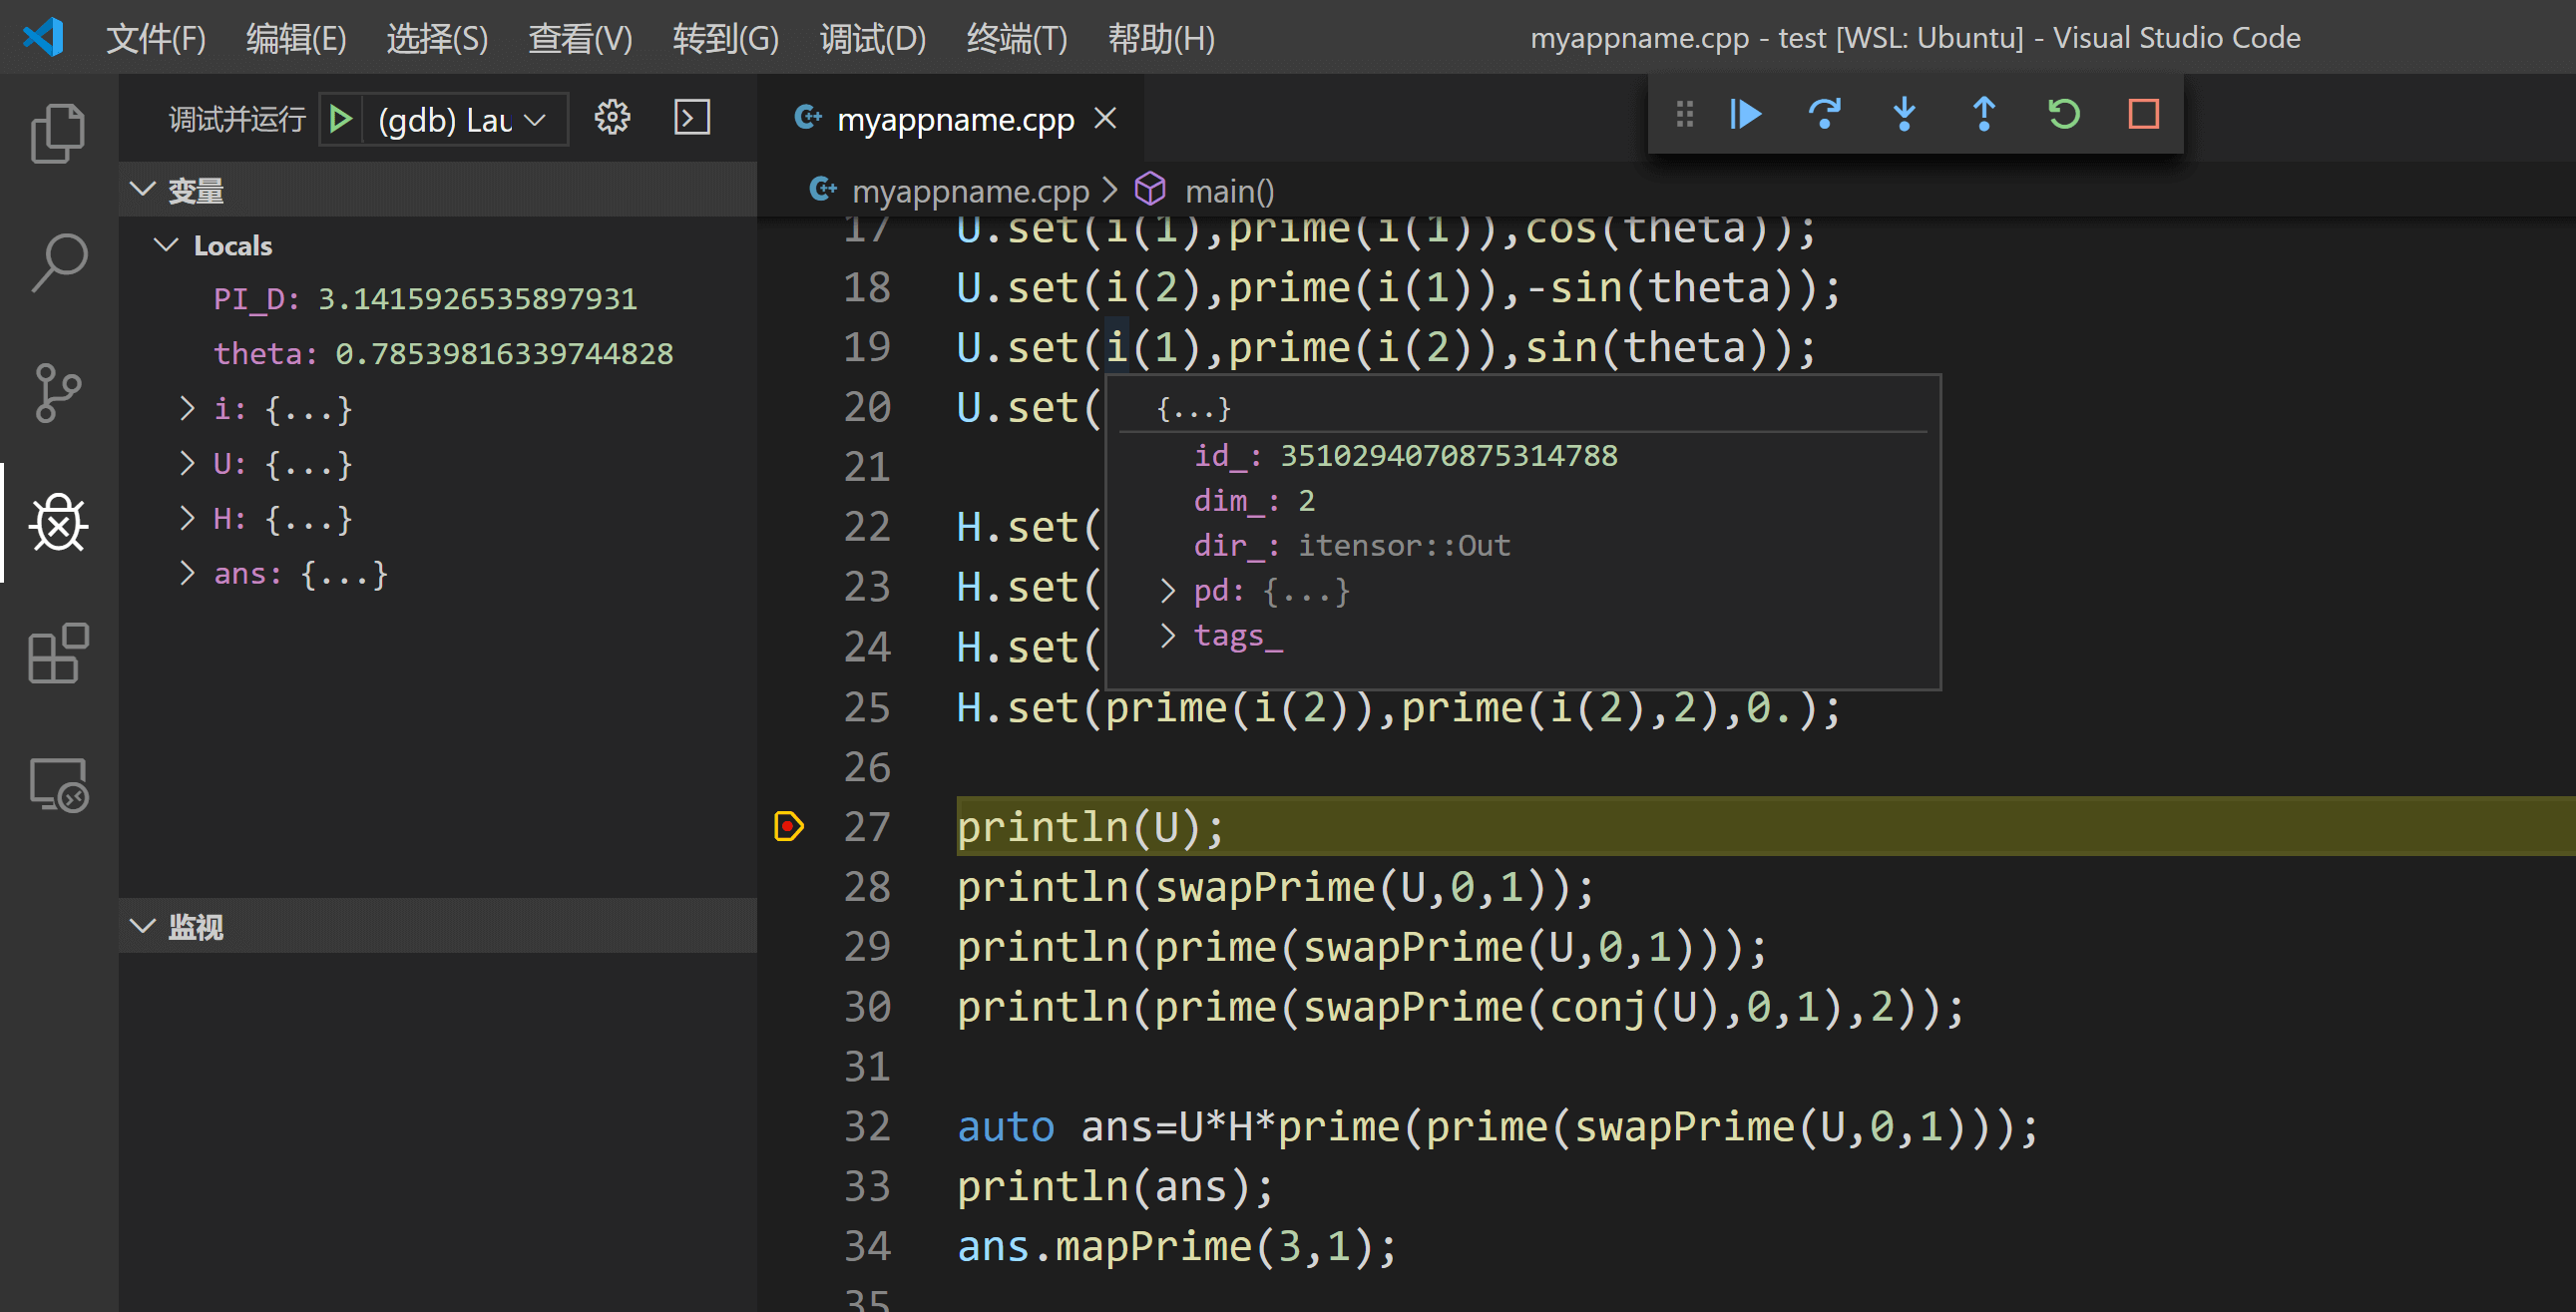 文件(F) 编辑(E) 选择(S) 查看(V) 转到(G) 调试(D) 终端(T) 帮助(H) myappname.cpp - test [WSL: Ubuntu] - Visual Studio Code
调试并运行 (gdb) Lau
变量
Locals
PI_D: 3.1415926535897931
theta: 0.78539816339744828
i: {...}
U: {...}
H: {...}
ans: {...}
监视
myappname.cpp
myappname.cpp > main()
17 U.set(i(1),prime(i(1)),cos(theta));
18 U.set(i(2),prime(i(1)),-sin(theta));
19 U.set(i(1),prime(i(2)),sin(theta));
20 U.set(
21
22 H.set(
23 H.set(
24 H.set(
{...}
id_: 3510294070875314788
dim_: 2
dir_: itensor::Out
pd: {...}
tags_
25 H.set(prime(i(2)),prime(i(2),2),0.);
26
27 println(U);
28 println(swapPrime(U,0,1));
29 println(prime(swapPrime(U,0,1)));
30 println(prime(swapPrime(conj(U),0,1),2));
31
32 auto ans=U*H*prime(prime(swapPrime(U,0,1)));
33 println(ans);
34 ans.mapPrime(3,1);
35